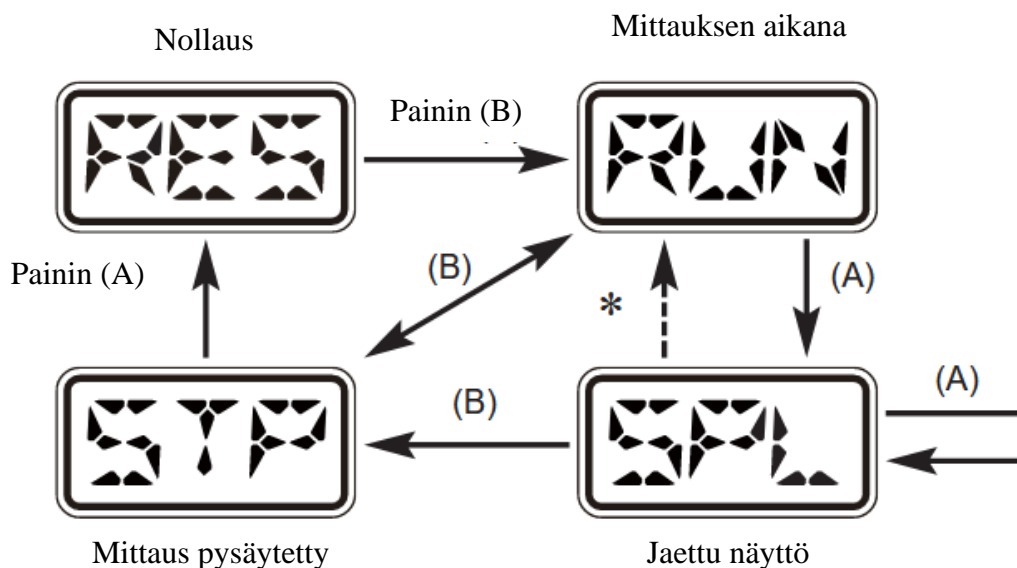 Nollaus
Mittauksen aikana
RES
Painin (B)
RUN
Painin (A)
(B)
*
(A)
STP
(B)
SPL
(A)
Mittaus pysäytetty
Jaettu näyttö